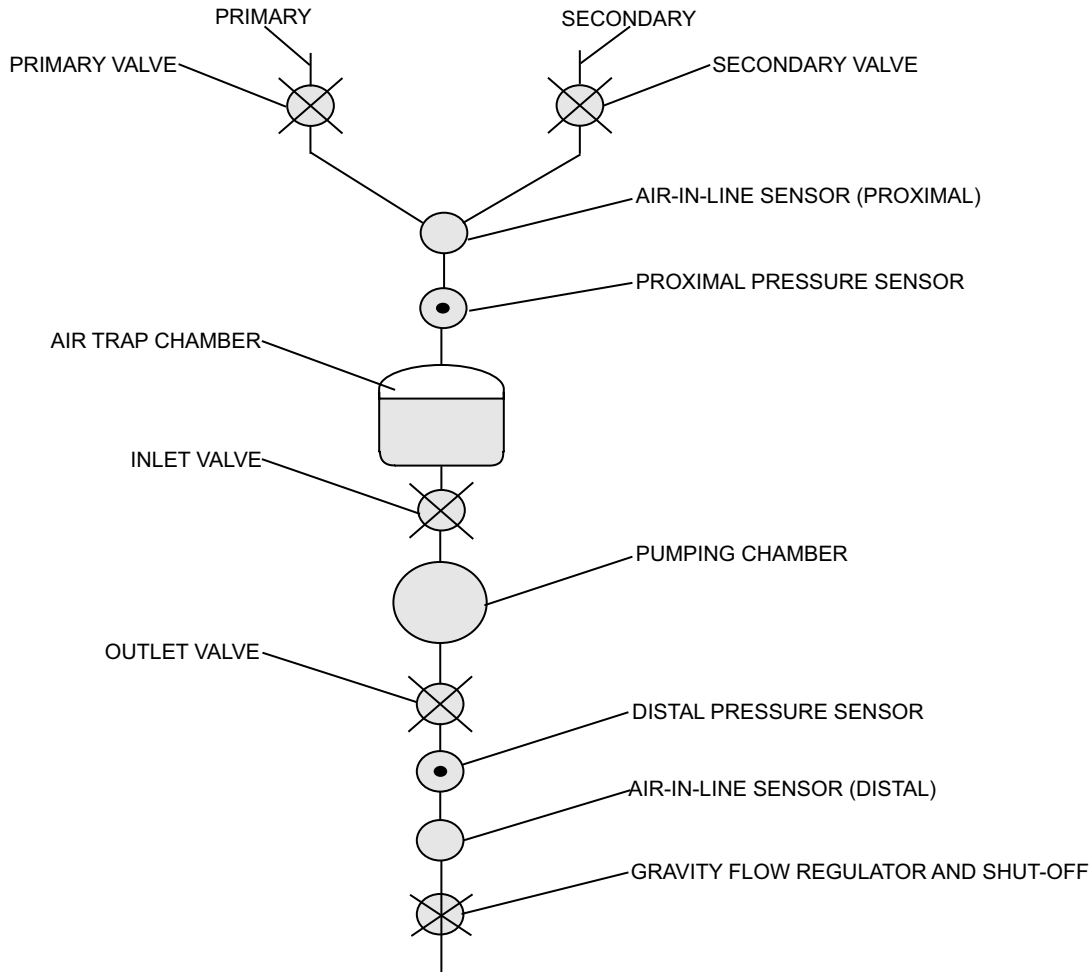 PRIMARY
SECONDARY
PRIMARY VALVE
SECONDARY VALVE
AIR-IN-LINE SENSOR (PROXIMAL)
PROXIMAL PRESSURE SENSOR
AIR TRAP CHAMBER
INLET VALVE
PUMPING CHAMBER
OUTLET VALVE
DISTAL PRESSURE SENSOR
AIR-IN-LINE SENSOR (DISTAL)
GRAVITY FLOW REGULATOR AND SHUT-OFF